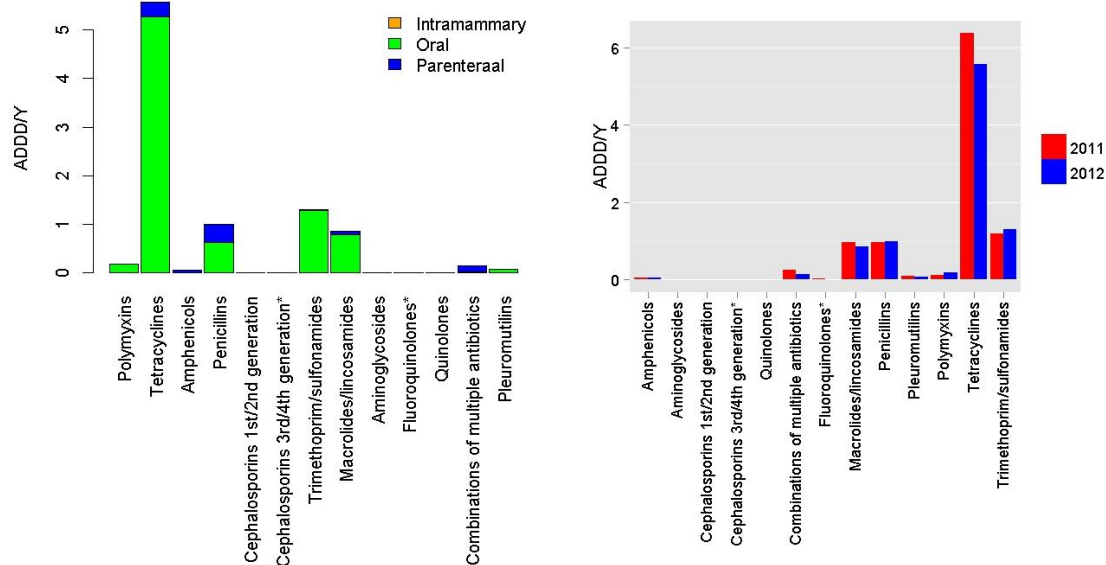 5
4
3
2
1
0
ADDD/Y
Intramammary
Oral
Parenteraal
Polymyxins
Tetracyclines
Amphenicols
Penicillins
Cephalosporins 1st/2nd generation
Cephalosporins 3rd/4th generation*
Trimethoprim/sulfonamides
Macrolides/lincosamides
Aminoglycosides
Fluoroquinolones*
Quinolones
Combinations of multiple antibiotics
Pleuromutilins
6
4
2
0
ADDD/Y
2011
2012
Amphenicols
Aminoglycosides
Cephalosporins 1st/2nd generation
Cephalosporins 3rd/4th generation*
Quinolones
Combinations of multiple antibiotics
Fluroquinolones*
Macrolides/lincosamides
Penicillins
Pleuromutilins
Polymyxins
Tetracyclines
Trimethoprim/sulfonamides